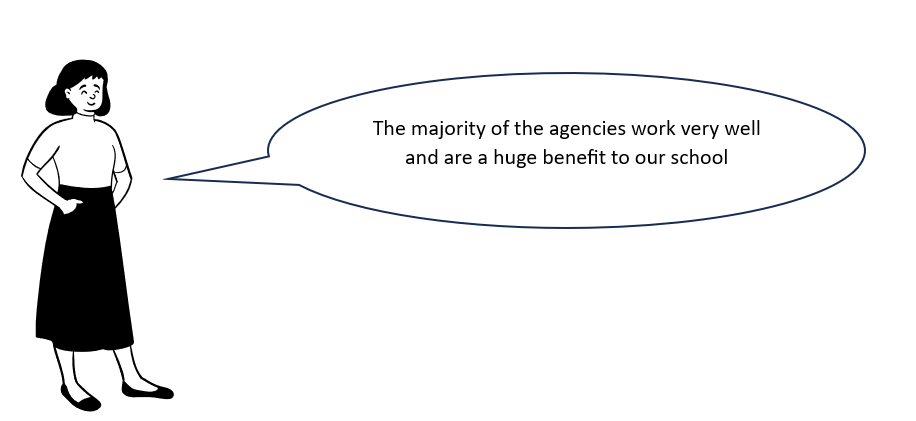 The majority of the agencies work very well
and are a huge benefit to our school